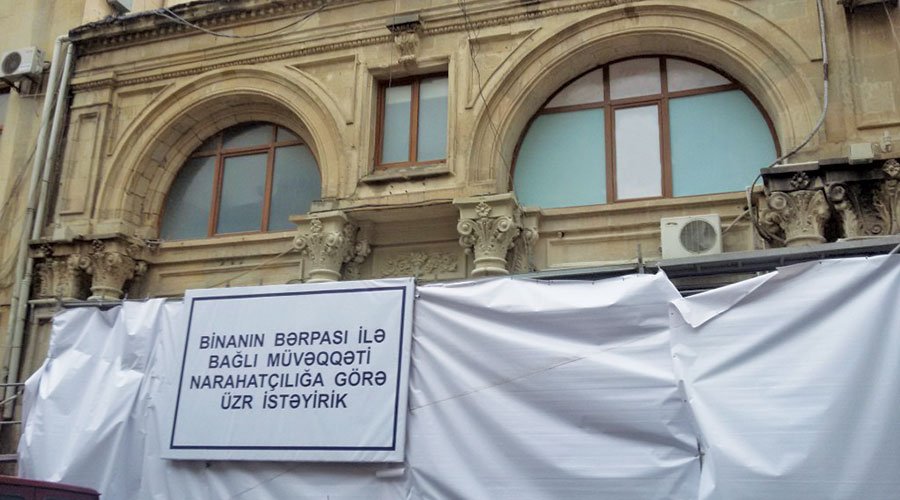 BİNANIN BƏRPASI İLƏ
BAĞLI MÜVƏQQƏTİ
NARAHATÇILIĞA GÖRƏ
ÜZR İSTƏYİRİK